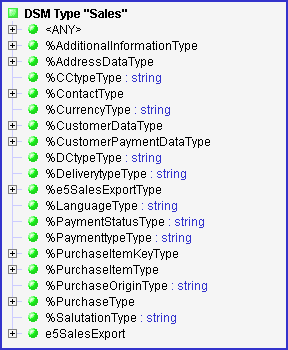 DSM Type "Sales"
<ANY>
%AdditionalInformationType
%AddressDataType
%CCtypeType : string
%ContactType
%CurrencyType : string
%CustomerDataType
%CustomerPaymentDataType
%DCtypeType : string
%DeliverytypeType : string
%e5SalesExportType
%LanguageType : string
%PaymentStatusType : string
%PaymenttypeType : string
%PurchaseItemKeyType
%PurchaseItemType
%PurchaseOriginType : string
%PurchaseType
%SalutationType : string
e5SalesExport